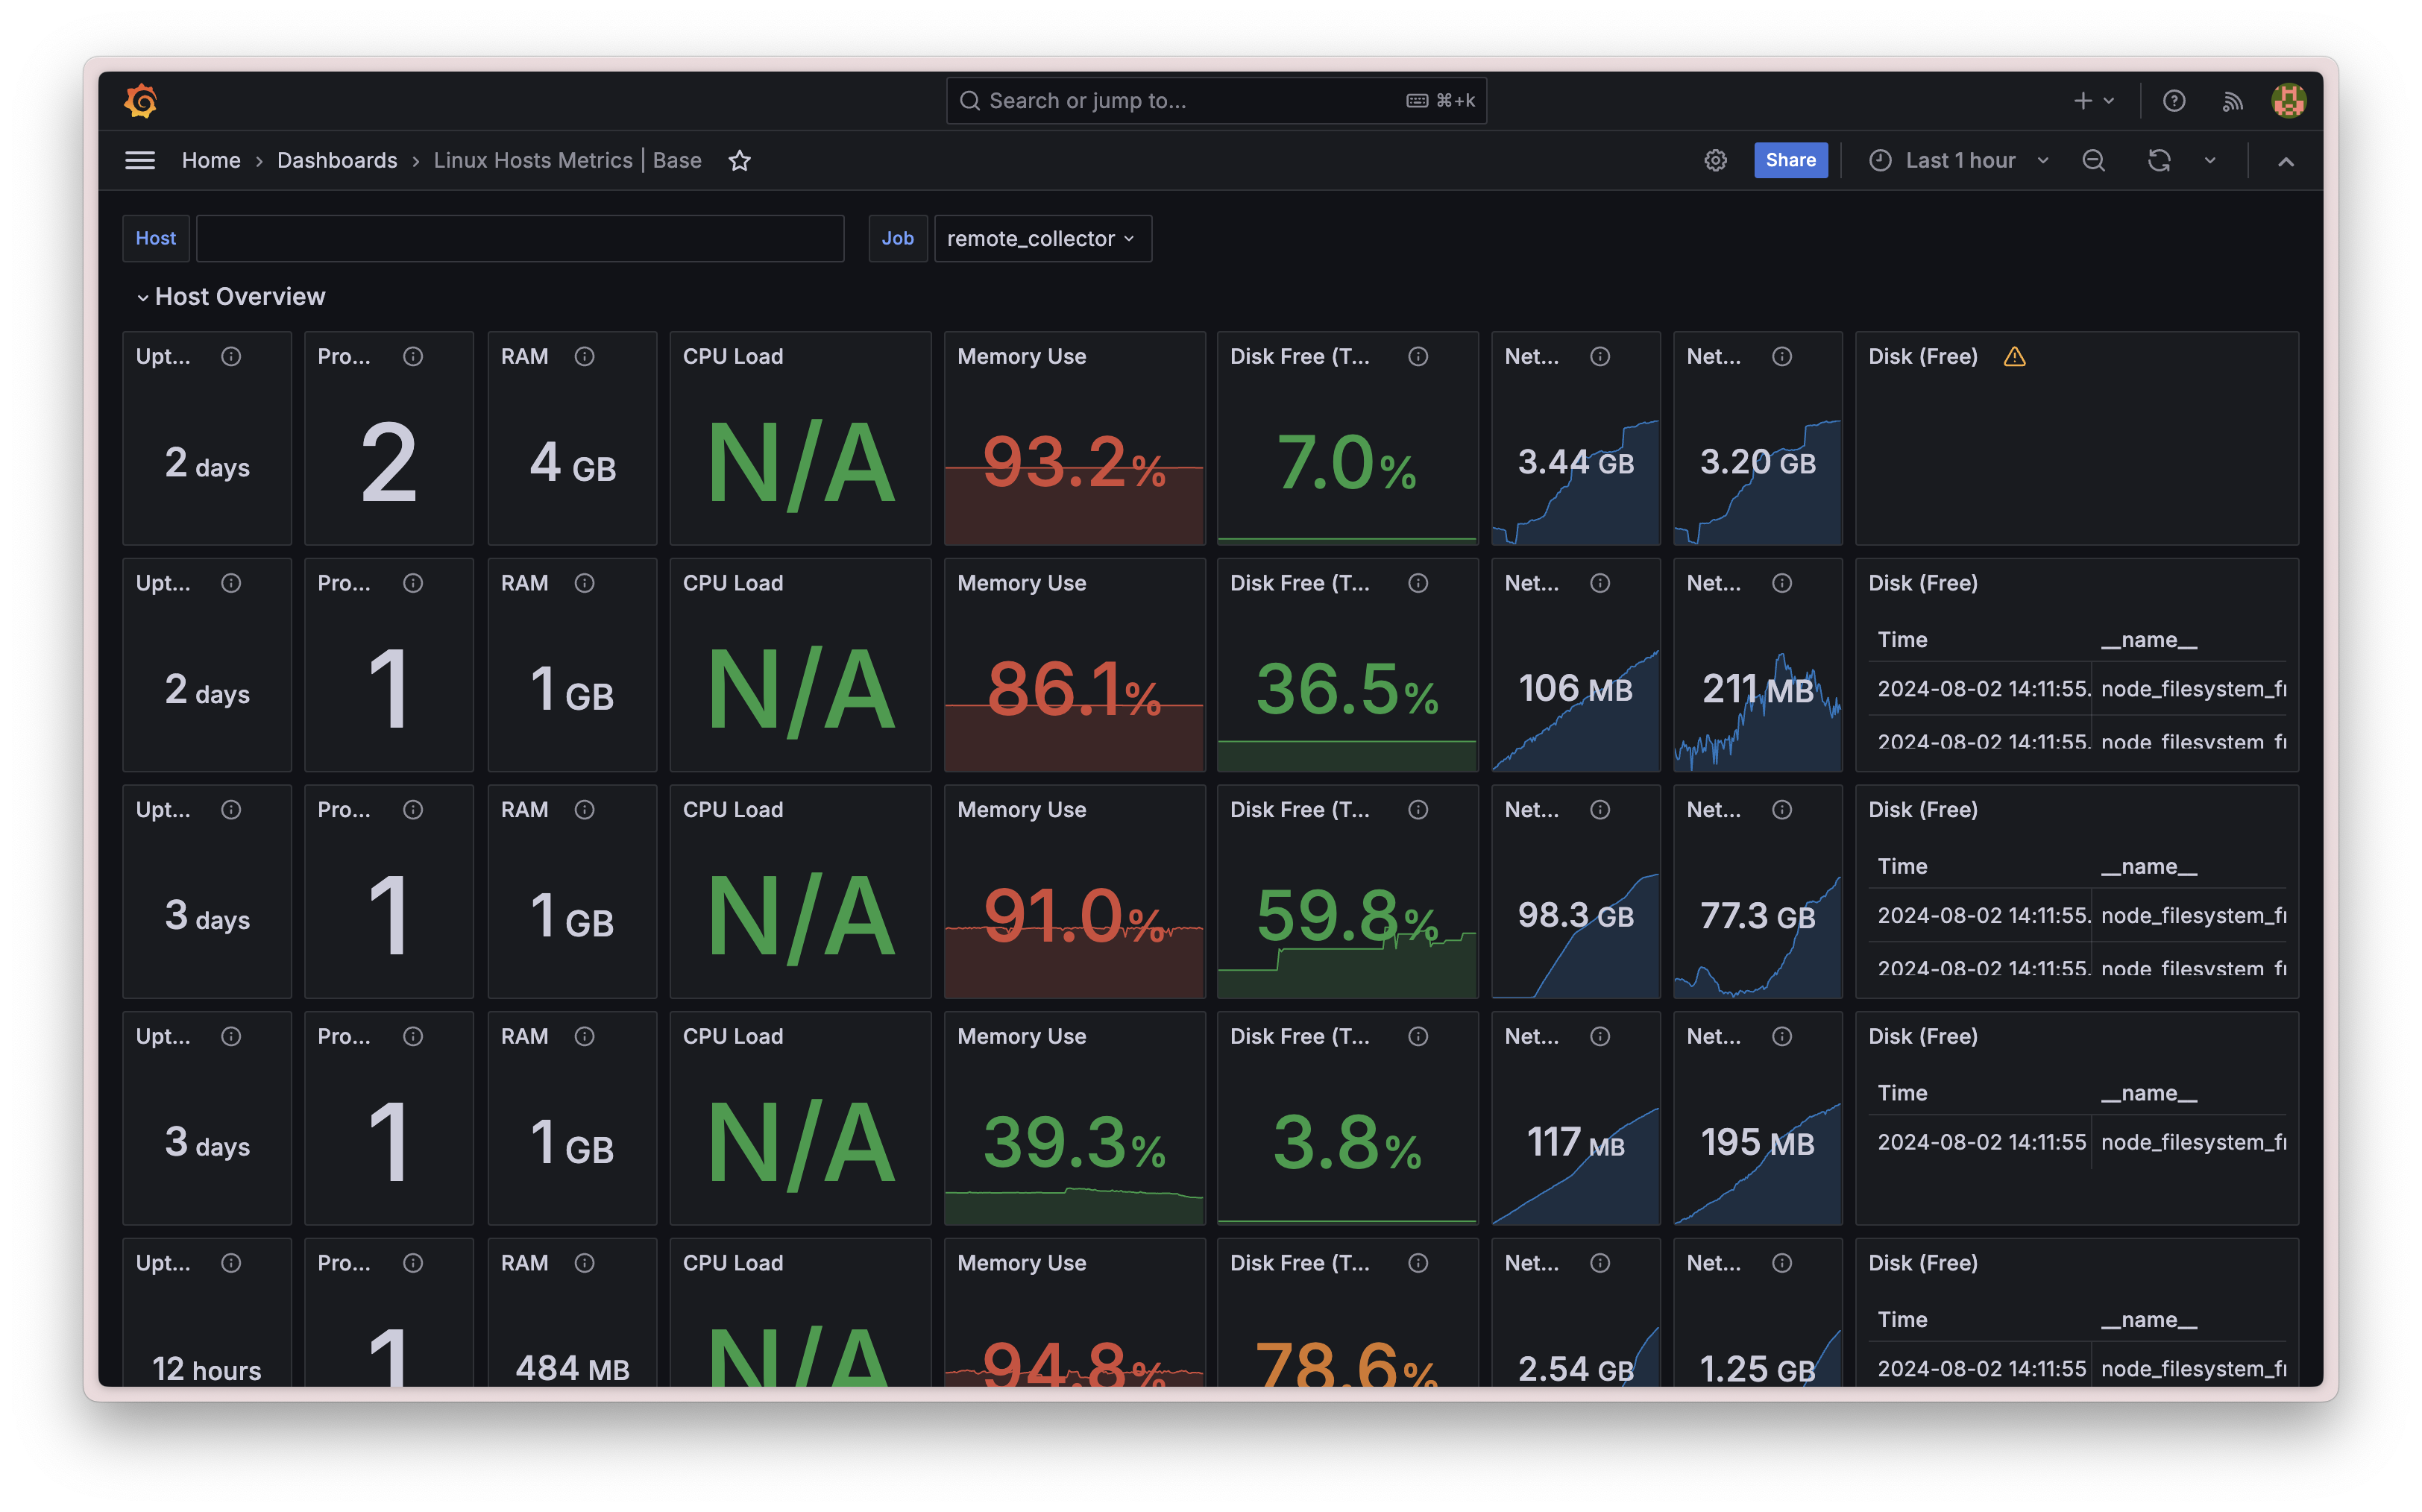 Search or jump to... ⌘+k
Home › Dashboards › Linux Hosts Metrics | Base Share Last 1 hour
Host Job remote_collector
Host Overview
Upt... Pro... RAM CPU Load Memory Use Disk Free (T... Net... Net... Disk (Free)
2 days 2 4 GB N/A 93.2% 7.0% 3.44 GB 3.20 GB
Upt... Pro... RAM CPU Load Memory Use Disk Free (T... Net... Net... Disk (Free)
Time __name__
2 days 1 1 GB N/A 86.1% 36.5% 106 MB 211 MB 2024-08-02 14:11:55. node_filesystem_fr
2024-08-02 14:11:55. node_filesystem_fr
Upt... Pro... RAM CPU Load Memory Use Disk Free (T... Net... Net... Disk (Free)
Time __name__
3 days 1 1 GB N/A 91.0% 59.8% 98.3 GB 77.3 GB 2024-08-02 14:11:55. node_filesystem_fr
2024-08-02 14:11:55. node_filesystem_fr
Upt... Pro... RAM CPU Load Memory Use Disk Free (T... Net... Net... Disk (Free)
Time __name__
3 days 1 1 GB N/A 39.3% 3.8% 117 MB 195 MB 2024-08-02 14:11:55 node_filesystem_fr
Upt... Pro... RAM CPU Load Memory Use Disk Free (T... Net... Net... Disk (Free)
Time __name__
12 hours 1 484 MB N/A 94.8% 78.6% 2.54 GB 1.25 GB 2024-08-02 14:11:55 node_filesystem_fr